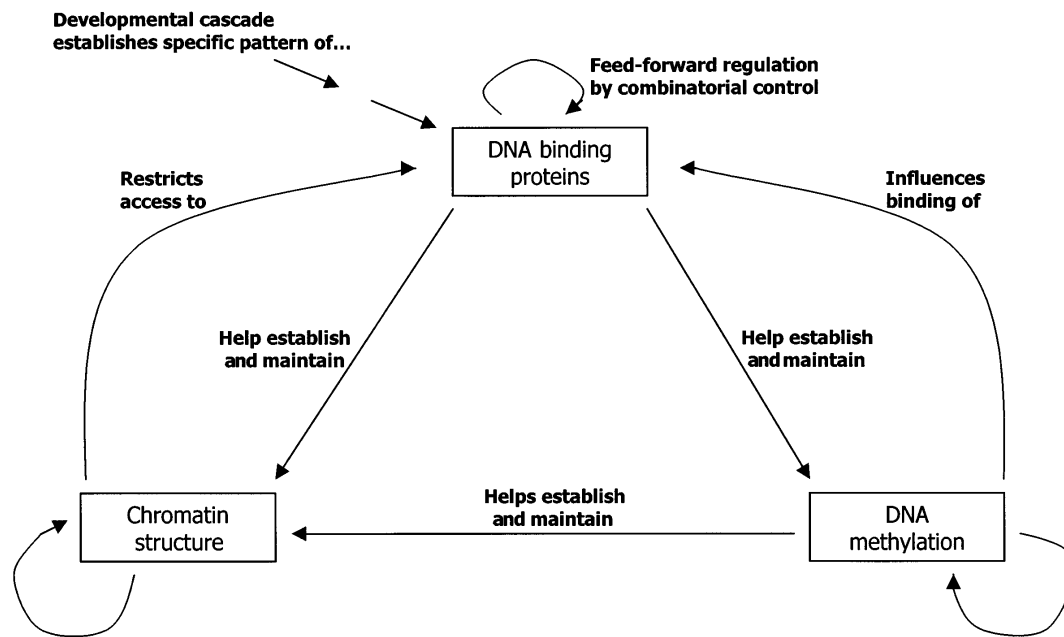 Developmental cascade
establishes specific pattern of...
Feed-forward regulation
by combinatorial control
DNA binding
proteins
Restricts
access to
Influences
binding of
Help establish
and maintain
Help establish
and maintain
Helps establish
and maintain
Chromatin
structure
DNA
methylation